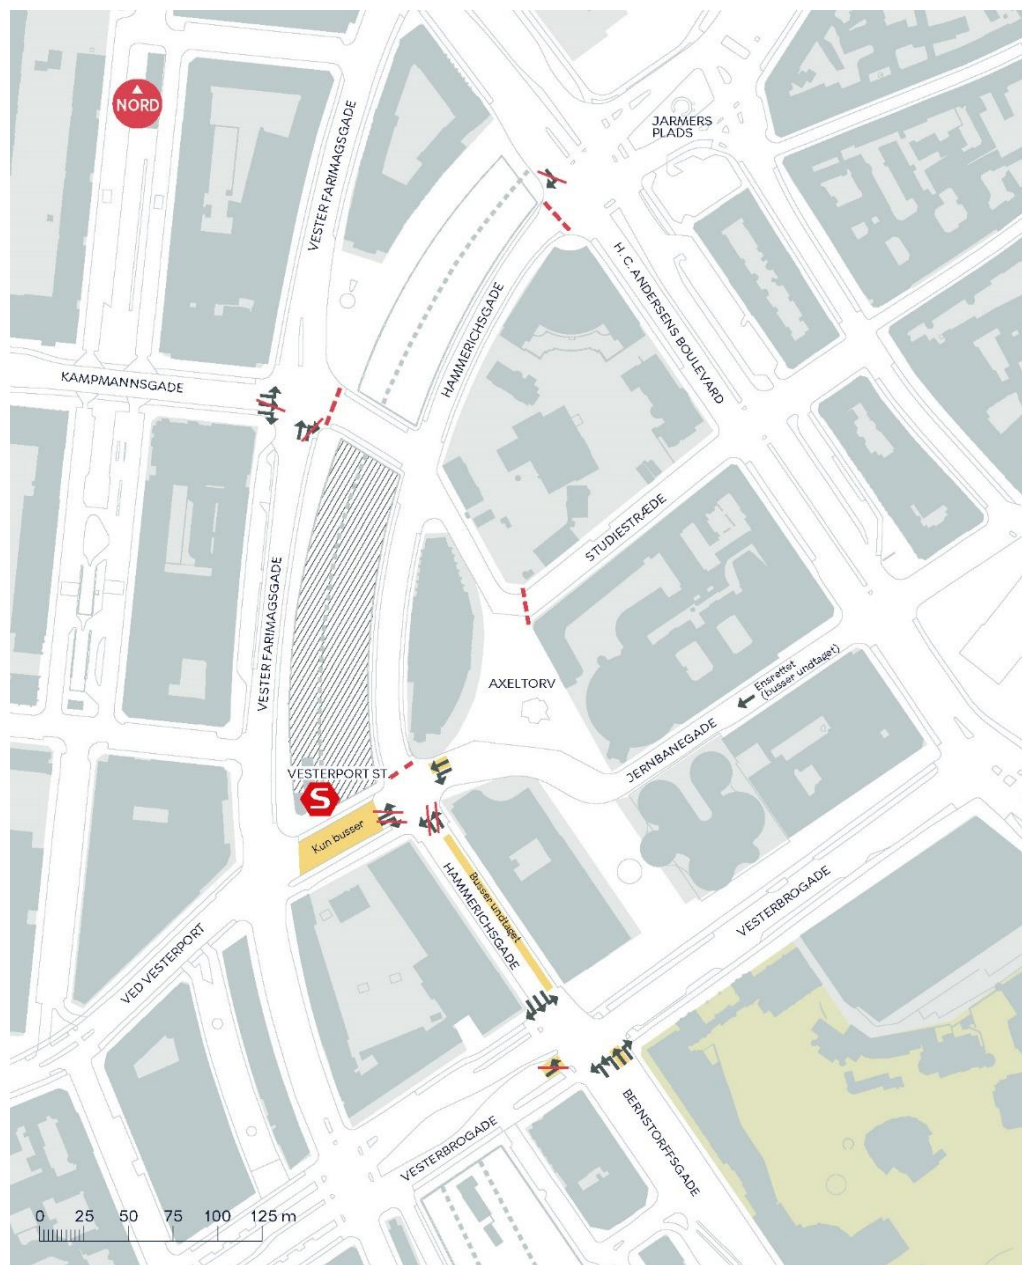 NORD
VESTER FARIMAGSGADE
JARMERS
PLADS
HAMMERICHSGADE
H. C. ANDERSENS BOULEVARD
KAMPMANNSGADE
STUDIESTRÆDE
VESTER FARIMAGSGADE
AXELTORV
Ensrettet
(busser undtaget)
JERNBANEGADE
VESTERPORT ST.
S
Kun busser
HAMMERICHSGADE
Busser undtaget
VESTERBROGADE
VED VESTERPORT
VESTERBROGADE
BERNSTORFFSGADE
0 25 50 75 100 125 m